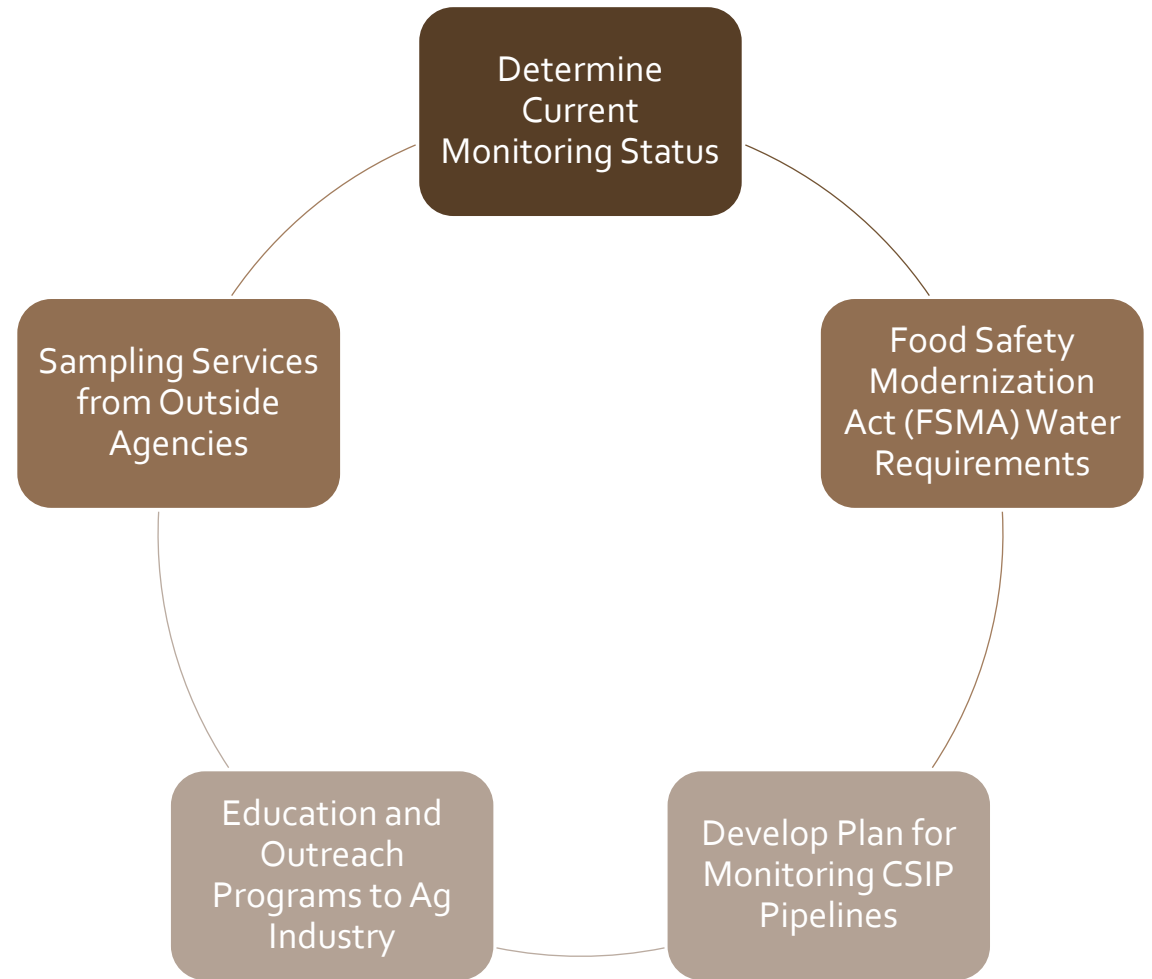 Determine
Current
Monitoring Status
Food Safety
Modernization
Act (FSMA) Water
Requirements
Develop Plan for
Monitoring CSIP
Pipelines
Education and
Outreach
Programs to Ag
Industry
Sampling Services
from Outside
Agencies